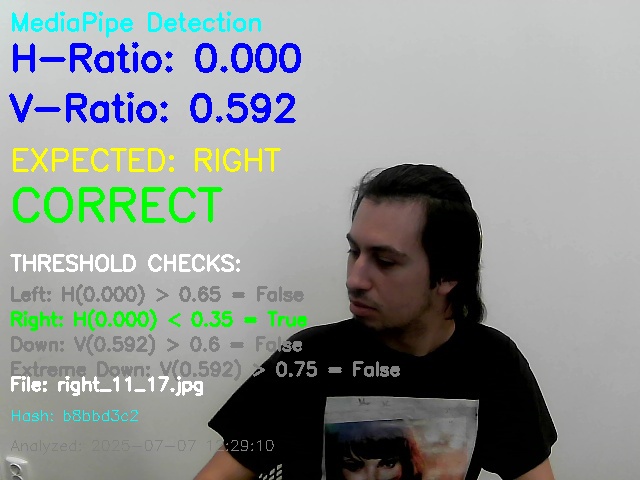 MediaPipe Detection
H-Ratio: 0.000
V-Ratio: 0.592
EXPECTED: RIGHT
CORRECT
THRESHOLD CHECKS:
Left: H(0.000) > 0.65 = False
Right: H(0.000) < 0.35 = True
Down: V(0.592) > 0.6 = False
Extreme Down: V(0.592) > 0.75 = False
File: right_11_17.jpg
Hash: b8bbd3c2
Analyzed: 2025-07-07 12:29:10